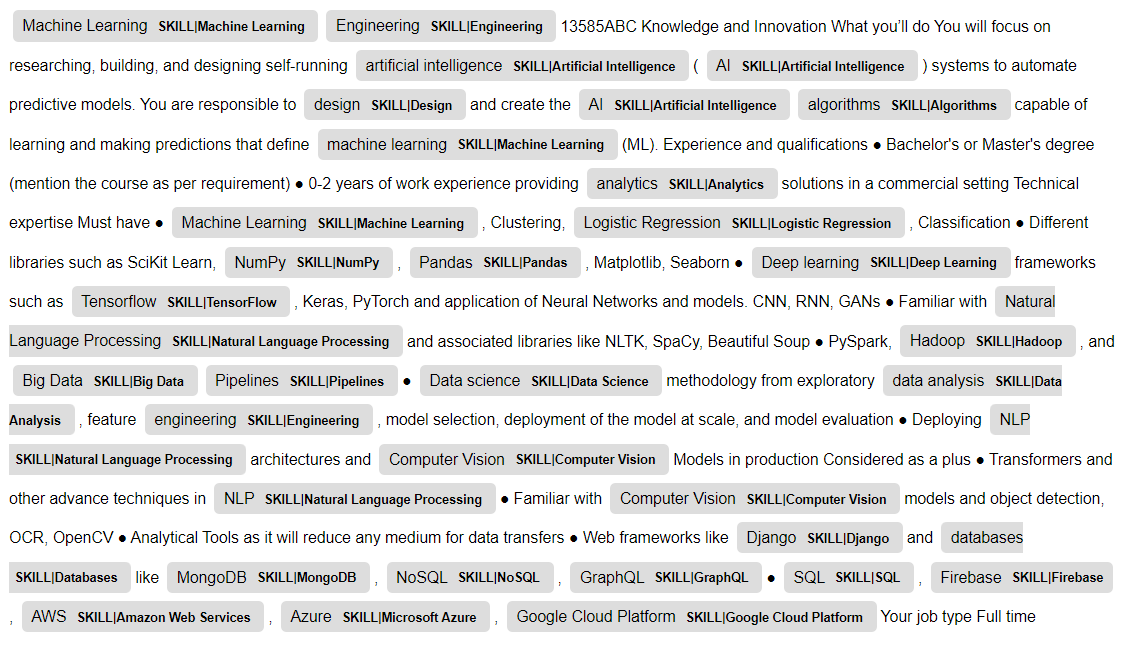 Machine Learning SKILL|Machine Learning Engineering SKILL|Engineering 13585ABC Knowledge and Innovation What you’ll do You will focus on
researching, building, and designing self-running artificial intelligence SKILL|Artificial Intelligence ( AI SKILL|Artificial Intelligence ) systems to automate
predictive models. You are responsible to design SKILL|Design and create the AI SKILL|Artificial Intelligence algorithms SKILL|Algorithms capable of
learning and making predictions that define machine learning SKILL|Machine Learning (ML). Experience and qualifications ● Bachelor's or Master's degree
(mention the course as per requirement) ● 0-2 years of work experience providing analytics SKILL|Analytics solutions in a commercial setting Technical
expertise Must have ● Machine Learning SKILL|Machine Learning , Clustering, Logistic Regression SKILL|Logistic Regression , Classification ● Different
libraries such as SciKit Learn, NumPy SKILL|NumPy , Pandas SKILL|Pandas , Matplotlib, Seaborn ● Deep learning SKILL|Deep Learning frameworks
such as Tensorflow SKILL|TensorFlow , Keras, PyTorch and application of Neural Networks and models. CNN, RNN, GANs ● Familiar with Natural
Language Processing SKILL|Natural Language Processing and associated libraries like NLTK, SpaCy, Beautiful Soup ● PySpark, Hadoop SKILL|Hadoop , and
Big Data SKILL|Big Data Pipelines SKILL|Pipelines ● Data science SKILL|Data Science methodology from exploratory data analysis SKILL|Data
Analysis , feature engineering SKILL|Engineering , model selection, deployment of the model at scale, and model evaluation ● Deploying NLP
SKILL|Natural Language Processing architectures and Computer Vision SKILL|Computer Vision Models in production Considered as a plus ● Transformers and
other advance techniques in NLP SKILL|Natural Language Processing ● Familiar with Computer Vision SKILL|Computer Vision models and object detection,
OCR, OpenCV ● Analytical Tools as it will reduce any medium for data transfers ● Web frameworks like Django SKILL|Django and databases
SKILL|Databases like MongoDB SKILL|MongoDB , NoSQL SKILL|NoSQL , GraphQL SKILL|GraphQL ● SQL SKILL|SQL , Firebase SKILL|Firebase
, AWS SKILL|Amazon Web Services , Azure SKILL|Microsoft Azure , Google Cloud Platform SKILL|Google Cloud Platform Your job type Full time